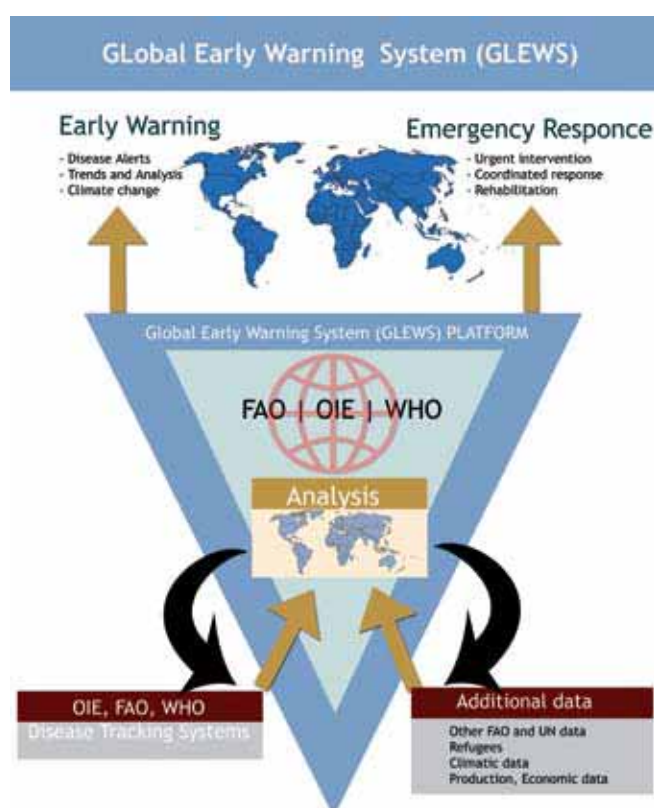 GLobal Early Warning System (GLEWS)
Early Warning
- Disease Alerts
- Trends and Analysis
- Climate change
Emergency Responce
- Urgent Intervention
- Coordinated response
- Rehabilitation
Global Early Warning System (GLEWS) PLATFORM
FAO | OIE | WHO
Analysis
OIE, FAO, WHO
Disease Tracking Systems
Additional data
Other FAO and UN data
Refugees
Climatic data
Production, Economic data